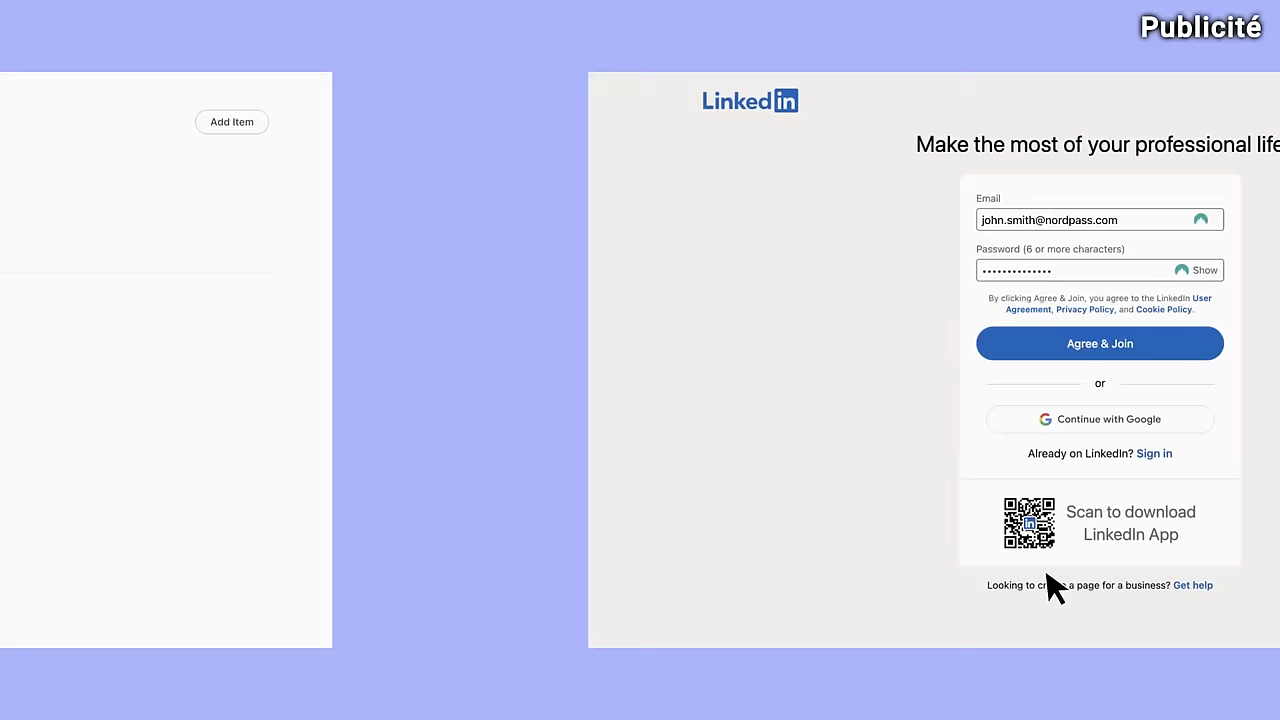 Publicité
Add Item
Linkedin
Make the most of your professional life
Email
john.smith@nordpass.com
Password (6 or more characters)
•••••••••••••• Show
By clicking Agree & Join, you agree to the LinkedIn User
Agreement, Privacy Policy, and Cookie Policy.
Agree & Join
or
Continue with Google
Already on LinkedIn? Sign in
in
Scan to download
LinkedIn App
Looking to a page for a business? Get help